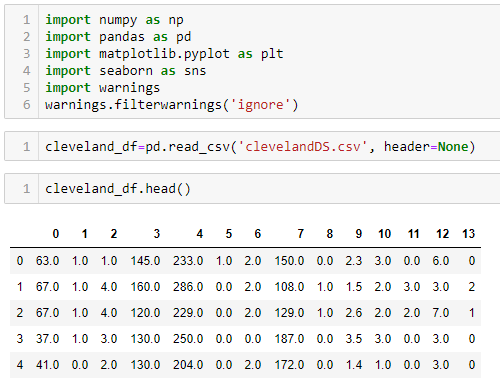 1 import numpy as np
2 import pandas as pd
3 import matplotlib.pyplot as plt
4 import seaborn as sns
5 import warnings
6 warnings.filterwarnings('ignore')
1 cleveland_df=pd.read_csv('clevelandDS.csv', header=None)
1 cleveland_df.head()
0 1 2 3 4 5 6 7 8 9 10 11 12 13
0 63.0 1.0 1.0 145.0 233.0 1.0 2.0 150.0 0.0 2.3 3.0 0.0 6.0 0
1 67.0 1.0 4.0 160.0 286.0 0.0 2.0 108.0 1.0 1.5 2.0 3.0 3.0 2
2 67.0 1.0 4.0 120.0 229.0 0.0 2.0 129.0 1.0 2.6 2.0 2.0 7.0 1
3 37.0 1.0 3.0 130.0 250.0 0.0 0.0 187.0 0.0 3.5 3.0 0.0 3.0 0
4 41.0 0.0 2.0 130.0 204.0 0.0 2.0 172.0 0.0 1.4 1.0 0.0 3.0 0